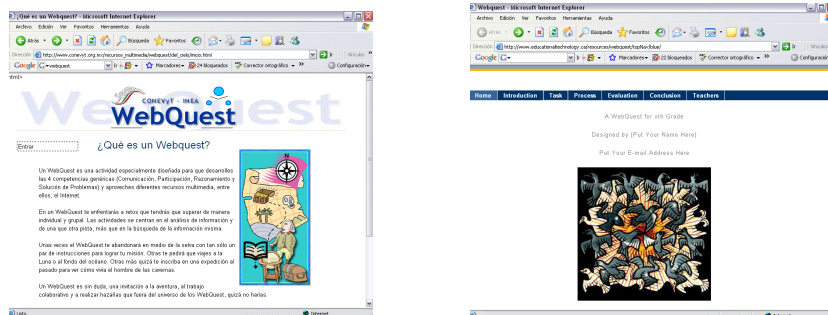 ¿Qué es un Webquest? - Microsoft Internet Explorer
Archivo Edición Ver Favoritos Herramientas Ayuda
Atrás Búsqueda Favoritos
Dirección http://www.conevyt.org.mx/recursos_multimedia/webquest/del_cielo/inicio.html Ir Vínculos
Google webquest Ir Marcadores 24 bloqueados Corrector ortográfico Configuración
html>
WebQuest
CONEVyT - INEA
WebQuest
Entrar
¿Qué es un Webquest?
Un WebQuest es una actividad especialmente diseñada para que desarrolles
las 4 competencias genéricas (Comunicación, Participación, Razonamiento y
Solución de Problemas) y aproveches diferentes recursos multimedia, entre
ellos, el Internet.
En un WebQuest te enfrentarás a retos que tendrás que superar de manera
individual y grupal. Las actividades se centran en el análisis de información y
de una que otra pista, más que en la búsqueda de la información misma.
Unas veces el WebQuest te abandonará en medio de la selva con tan sólo un
par de instrucciones para lograr tu misión. Otras te pedirá que viajes a la
Luna o al fondo del océano. Otras más quizá te inscriba en una expedición al
pasado para ver cómo vivía el hombre de las cavernas.
Un WebQuest es sin duda, una invitación a la aventura, al trabajo
colaborativo y a realizar hazañas que fuera del universo de los WebQuest, quizá no harías.
Listo Internet
Webquest - Microsoft Internet Explorer
Archivo Edición Ver Favoritos Herramientas Ayuda
Atrás Búsqueda Favoritos
Dirección http://www.educationaltechnology.ca/resources/webquest/topNav/blue/ Ir Vínculos
Google Ir Marcadores 22 bloqueados Corrector ortográfico Configuración
Home Introduction Task Process Evaluation Conclusion Teachers
A WebQuest for xth Grade
Designed by (Put Your Name Here)
Put Your E-mail Address Here